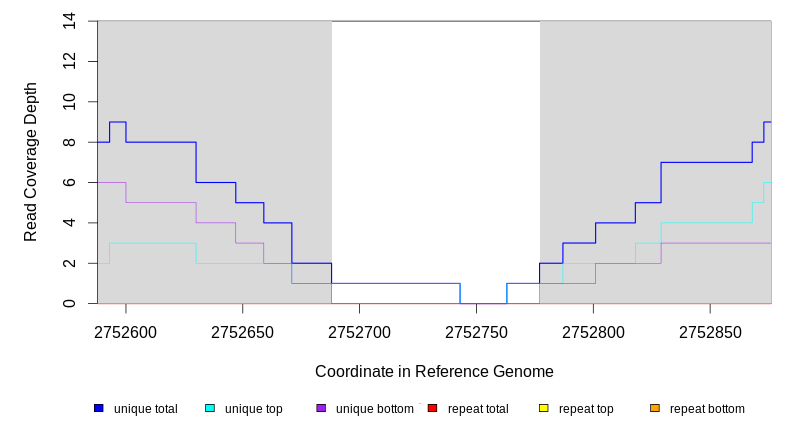 14
12
10
8
6
4
2
0
Read Coverage Depth
2752600 2752650 2752700 2752750 2752800 2752850
Coordinate in Reference Genome
unique total unique top unique bottom repeat total repeat top repeat bottom